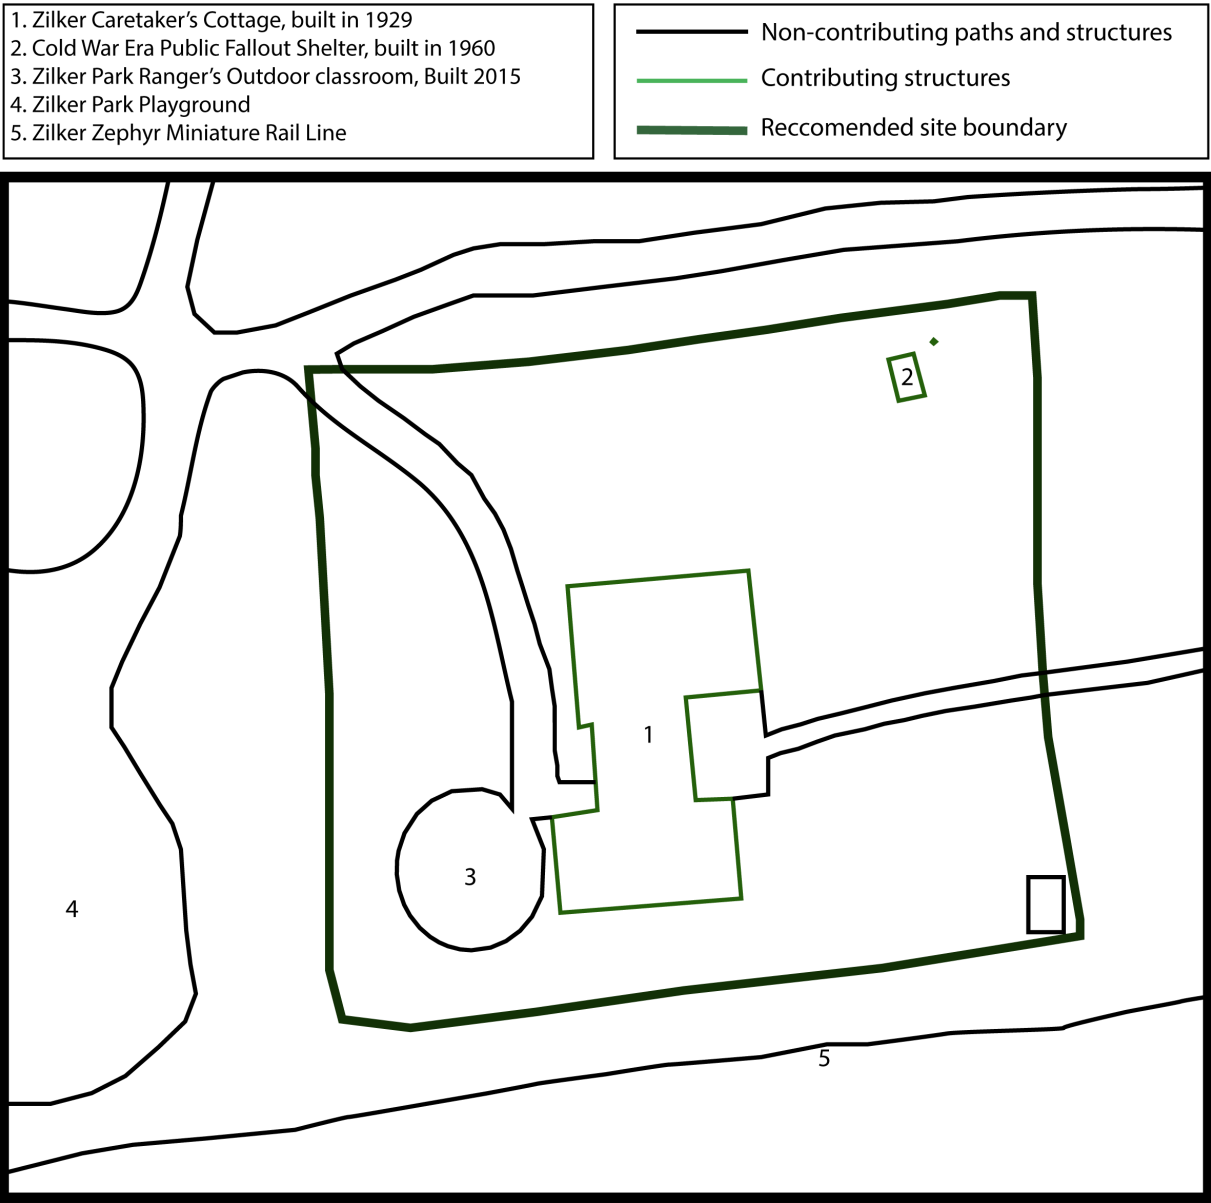 1. Zilker Caretaker’s Cottage, built in 1929
2. Cold War Era Public Fallout Shelter, built in 1960
3. Zilker Park Ranger’s Outdoor classroom, Built 2015
4. Zilker Park Playground
5. Zilker Zephyr Miniature Rail Line
Non-contributing paths and structures
Contributing structures
Reccomended site boundary
2
1
3
4
5